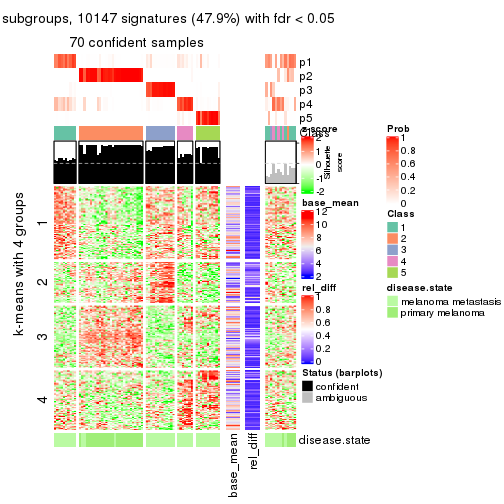 subgroups, 10147 signatures (47.9%) with fdr < 0.05
70 confident samples
p1
p2
p3
p4
p5
Class
Silhouette
score
k-means with 4 groups
1
2
3
4
disease.state
base_mean
rel_diff
z-score
2
1
0
-1
-2
base_mean
12
10
8
6
4
2
rel_diff
1
0.8
0.6
0.4
0.2
0
Status (barplots)
confident
ambiguous
Prob
1
0.8
0.6
0.4
0.2
0
Class
1
2
3
4
5
disease.state
melanoma metastasis
primary melanoma